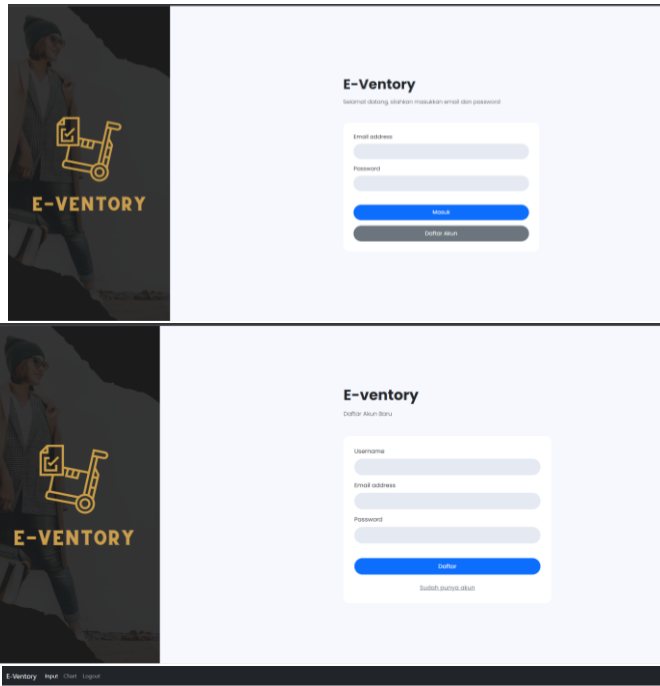 E-VENTORY
E-Ventory
Selamat datang, silahkan masukkan email dan password
Email address
Password
Masuk
Daftar Akun
E-VENTORY
E-ventory
Daftar Akun Baru
Username
Email address
Password
Daftar
Sudah punya akun
E-Ventory Input Chart Logout